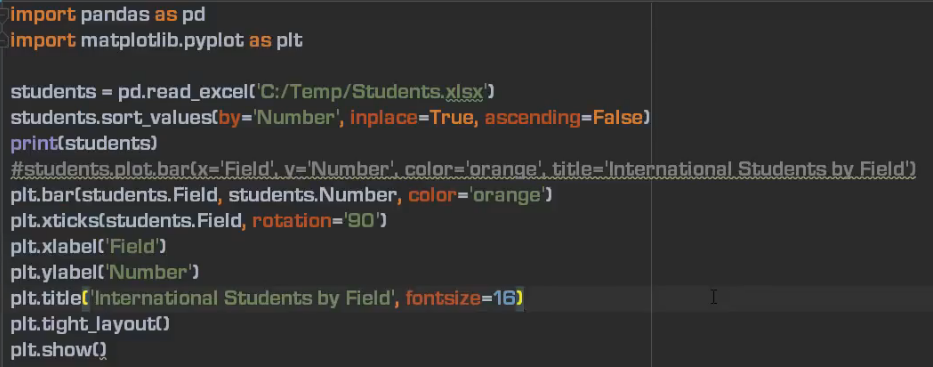 import pandas as pd
import matplotlib.pyplot as plt
students = pd.read_excel('C:/Temp/Students.xlsx')
students.sort_values(by='Number', inplace=True, ascending=False)
print(students)
#students.plot.bar(x='Field', y='Number', color='orange', title='International Students by Field')
plt.bar(students.Field, students.Number, color='orange')
plt.xticks(students.Field, rotation='90')
plt.xlabel('Field')
plt.ylabel('Number')
plt.title('International Students by Field', fontsize=16)
plt.tight_layout()
plt.show()